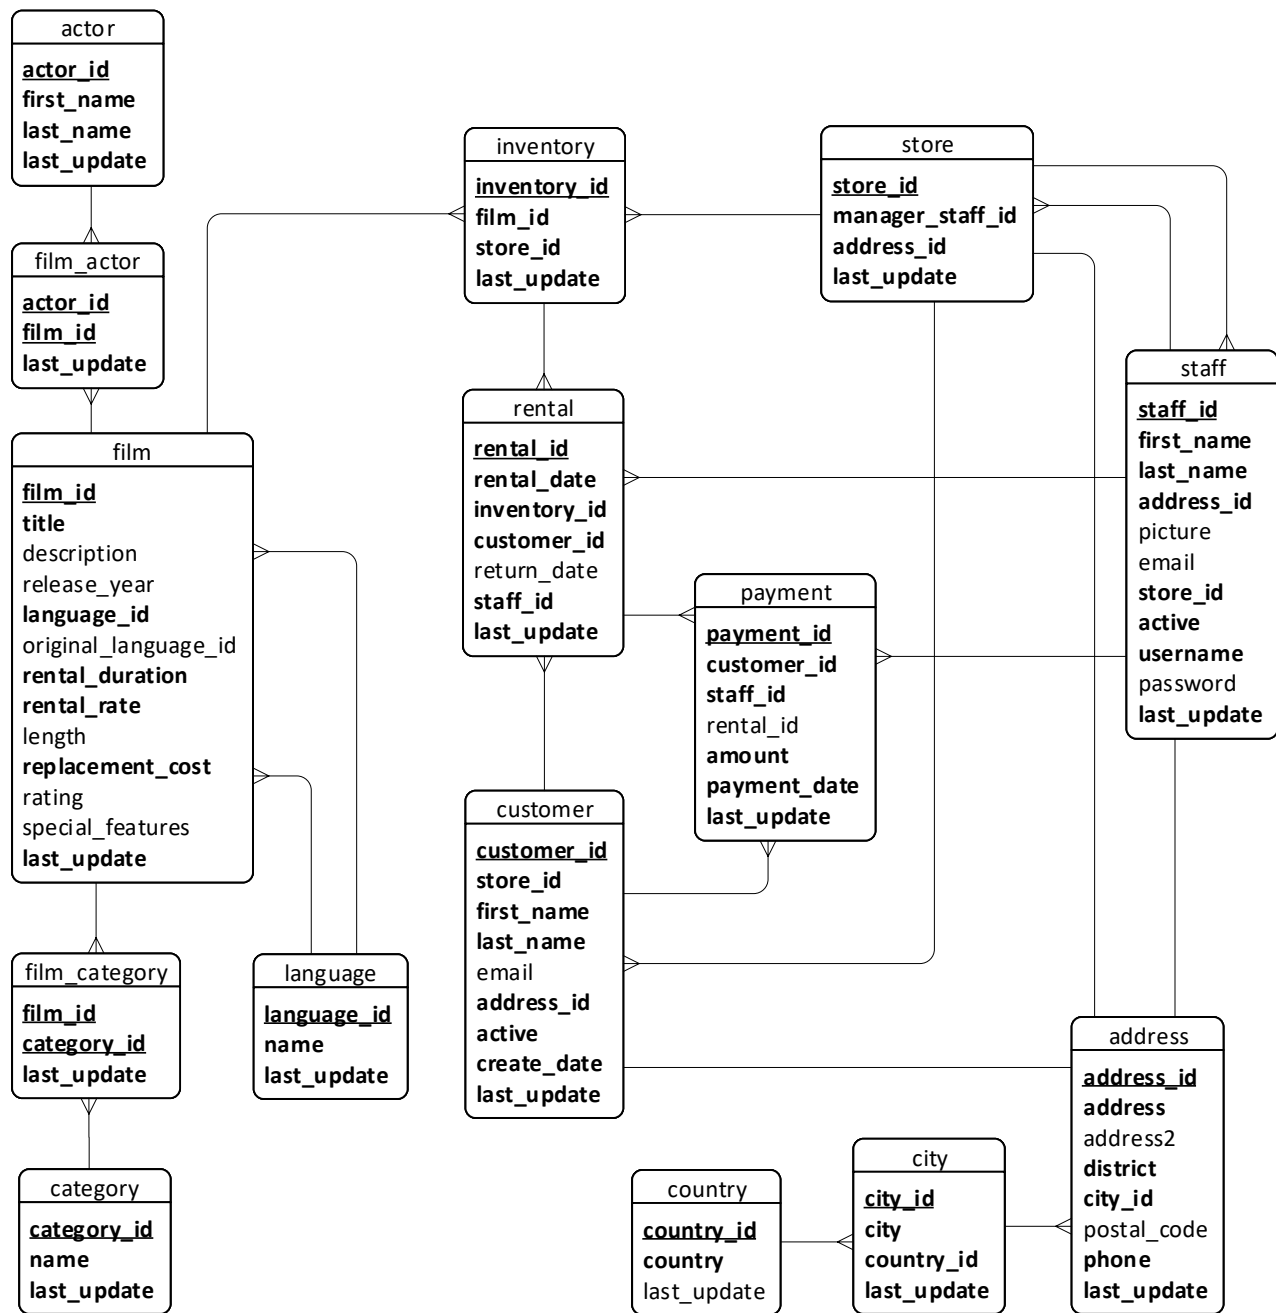 actor
actor_id
first_name
last_name
last_update
film_actor
actor_id
film_id
last_update
film
film_id
title
description
release_year
language_id
original_language_id
rental_duration
rental_rate
length
replacement_cost
rating
special_features
last_update
film_category
film_id
category_id
last_update
category
category_id
name
last_update
language
language_id
name
last_update
inventory
inventory_id
film_id
store_id
last_update
rental
rental_id
rental_date
inventory_id
customer_id
return_date
staff_id
last_update
customer
customer_id
store_id
first_name
last_name
email
address_id
active
create_date
last_update
payment
payment_id
customer_id
staff_id
rental_id
amount
payment_date
last_update
store
store_id
manager_staff_id
address_id
last_update
staff
staff_id
first_name
last_name
address_id
picture
email
store_id
active
username
password
last_update
address
address_id
address
address2
district
city_id
postal_code
phone
last_update
city
city_id
city
country_id
last_update
country
country_id
country
last_update